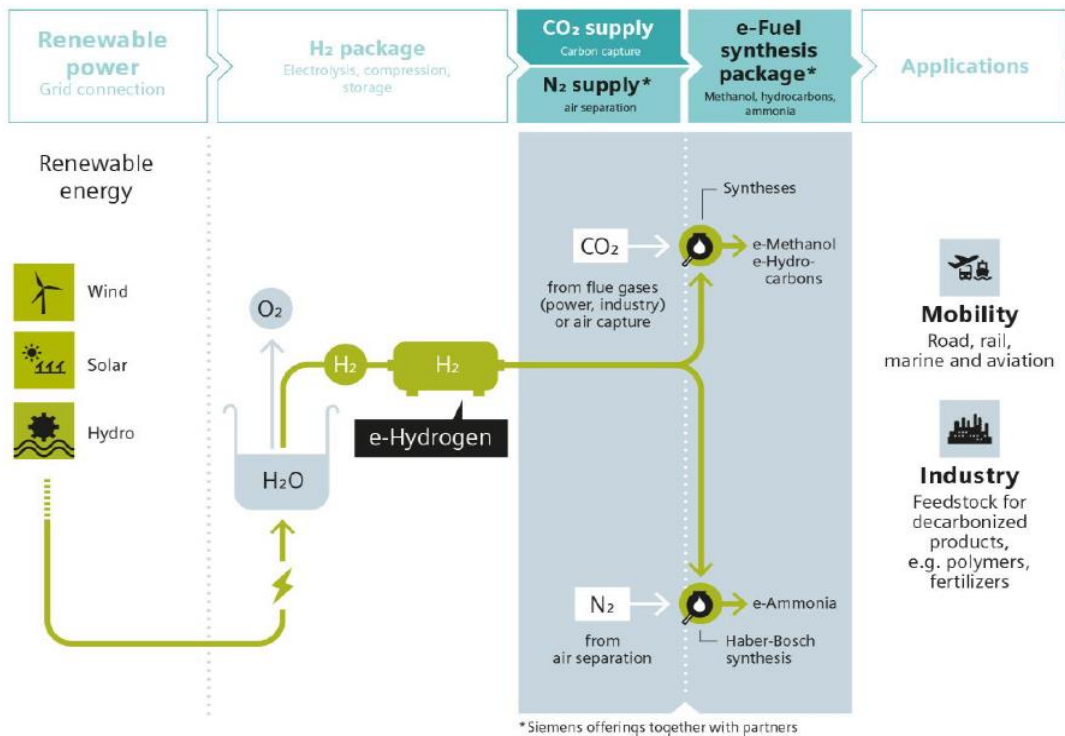 Renewable
power
Grid connection
H₂ package
Electrolysis, compression,
storage
CO₂ supply
Carbon capture
N₂ supply*
air separation
e-Fuel
synthesis
package*
Methanol, hydrocarbons,
ammonia
Applications
Renewable
energy
Wind
Solar
Hydro
O₂
H₂O
H₂
H₂
e-Hydrogen
CO₂
from flue gases
(power, industry)
or air capture
Syntheses
e-Methanol
e-Hydro-
carbons
N₂
from
air separation
e-Ammonia
Haber-Bosch
synthesis
Mobility
Road, rail,
marine and aviation
Industry
Feedstock for
decarbonized
products,
e.g. polymers,
fertilizers
*Siemens offerings together with partners